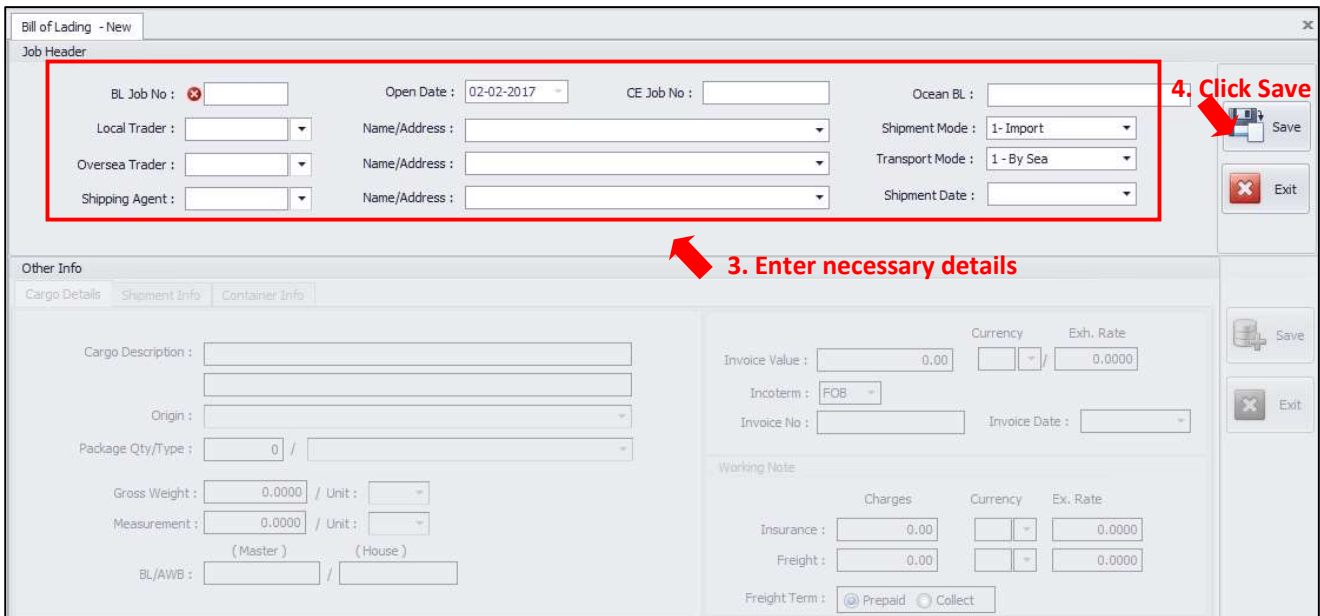 Bill of Lading - New
Job Header
BL Job No : Open Date : 02-02-2017 CE Job No : Ocean BL : 4. Click Save
Local Trader : Name/Address : Shipment Mode : 1- Import Save
Oversea Trader : Name/Address : Transport Mode : 1 - By Sea
Shipping Agent : Name/Address : Shipment Date : Exit
3. Enter necessary details
Other Info
Cargo Details Shipment Info Container Info
Currency Exh. Rate Save
Cargo Description : Invoice Value : 0.00 / 0.0000
Incoterm : FOB Exit
Origin : Invoice No : Invoice Date :
Package Qty/Type : 0 /
Working Note
Gross Weight : 0.0000 / Unit : Charges Currency Ex. Rate
Measurement : 0.0000 / Unit : Insurance : 0.00 0.0000
( Master ) ( House ) Freight : 0.00 0.0000
BL/AWB : /
Freight Term : Prepaid Collect